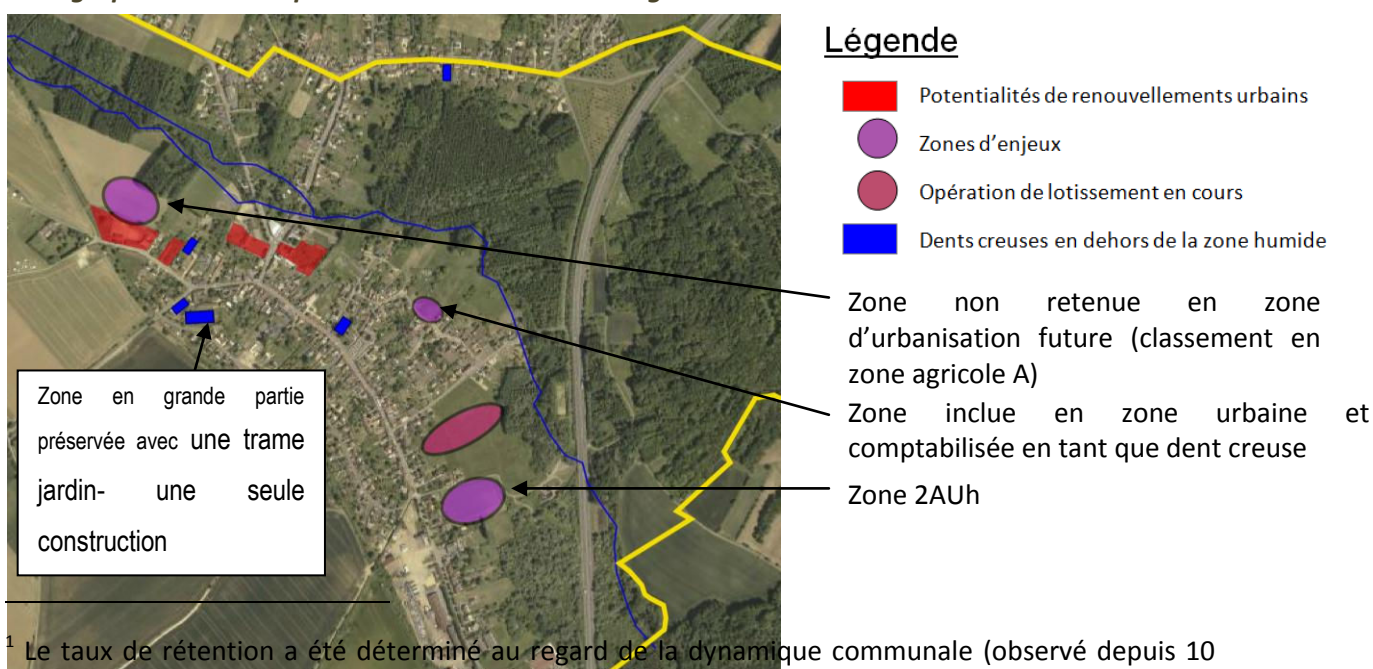 Légende
Potentialités de renouvellements urbains
Zones d'enjeux
Opération de lotissement en cours
Dents creuses en dehors de la zone humide
Zone non retenue en zone
d'urbanisation future (classement en
zone agricole A)
Zone inclue en zone urbaine et
comptabilisée en tant que dent creuse
Zone 2AUh
Zone en grande partie
préservée avec une trame
jardin- une seule
construction
1 Le taux de rétention a été déterminé au regard de la dynamique communale (observé depuis 10